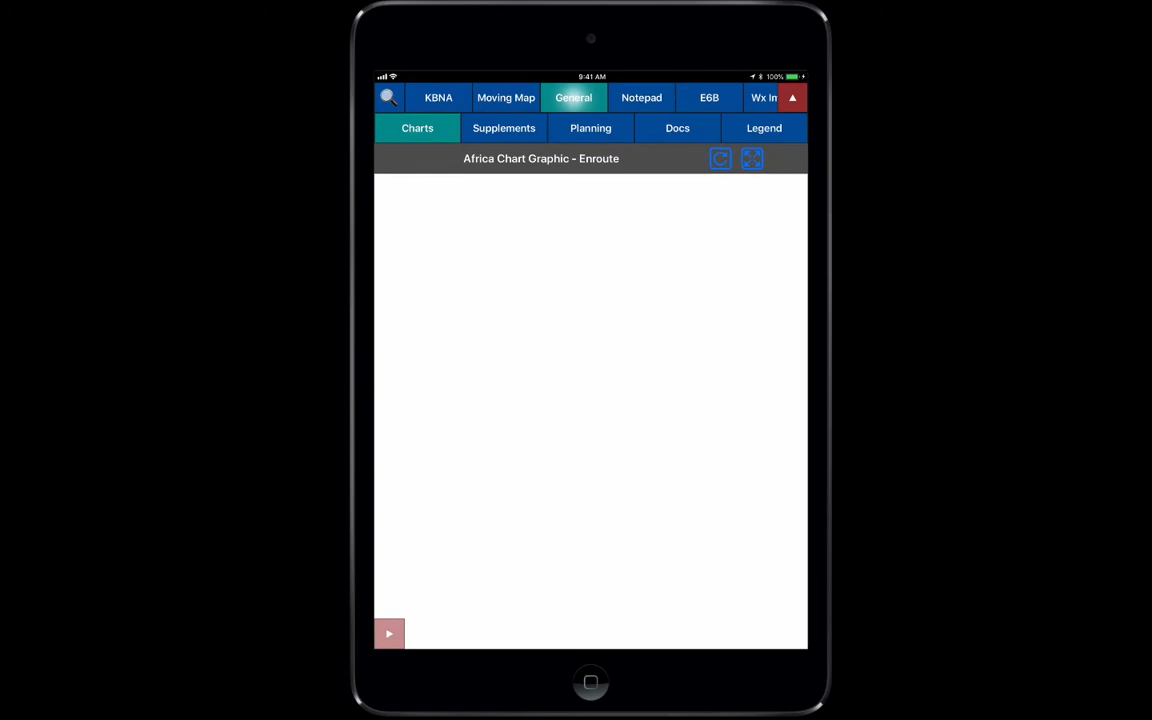 9:41 AM 100%
KBNA Moving Map General Notepad E6B Wx Im
Charts Supplements Planning Docs Legend
Africa Chart Graphic - Enroute